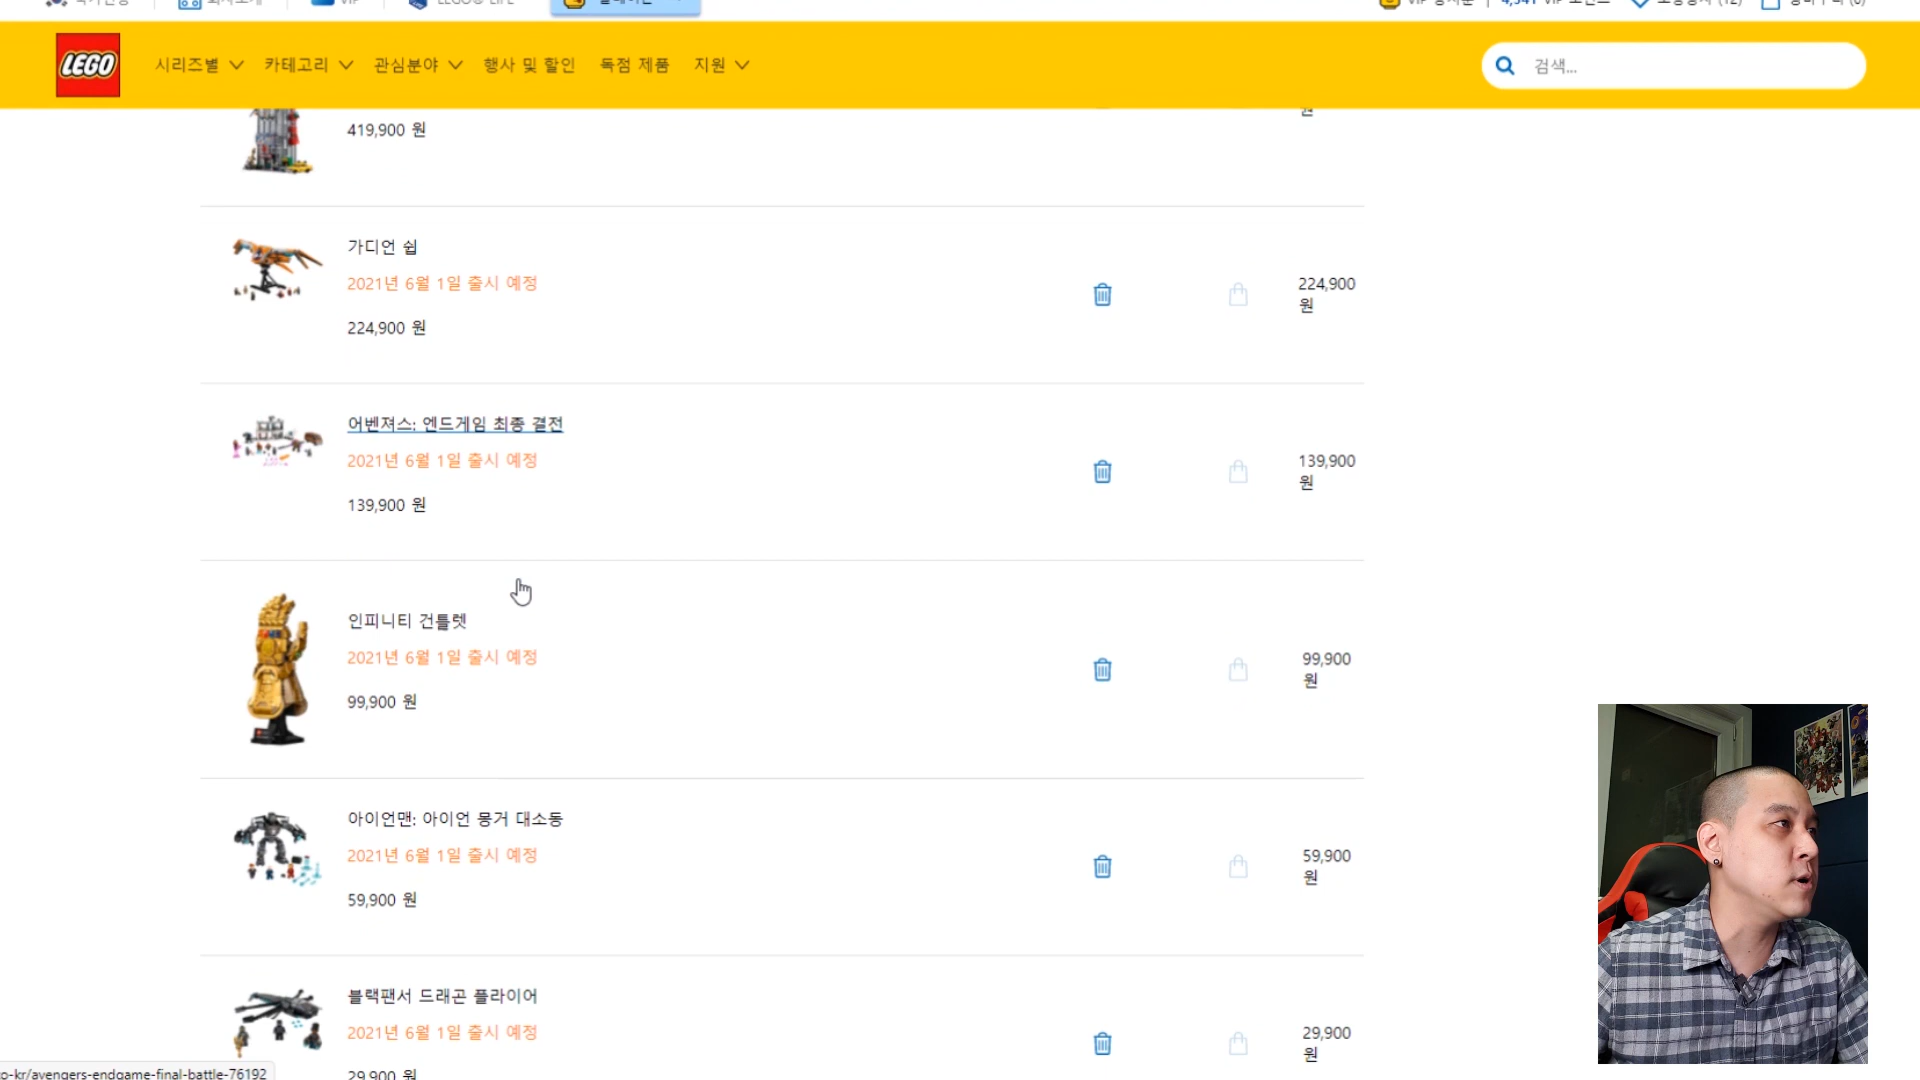 VIP
LEGO® LIFE
LEGO
시리즈별
카테고리
관심분야
행사 및 할인
독점 제품
지원
검색...
419,900 원
원
가디언 쉽
2021년 6월 1일 출시 예정
224,900 원
224,900
원
어벤져스: 엔드게임 최종 결전
2021년 6월 1일 출시 예정
139,900 원
139,900
원
인피니티 건틀렛
2021년 6월 1일 출시 예정
99,900 원
99,900
원
아이언맨: 아이언 몽거 대소동
2021년 6월 1일 출시 예정
59,900 원
59,900
원
블랙팬서 드래곤 플라이어
2021년 6월 1일 출시 예정
29,900 원
29,900
원
o-kr/avengers-endgame-final-battle-76192